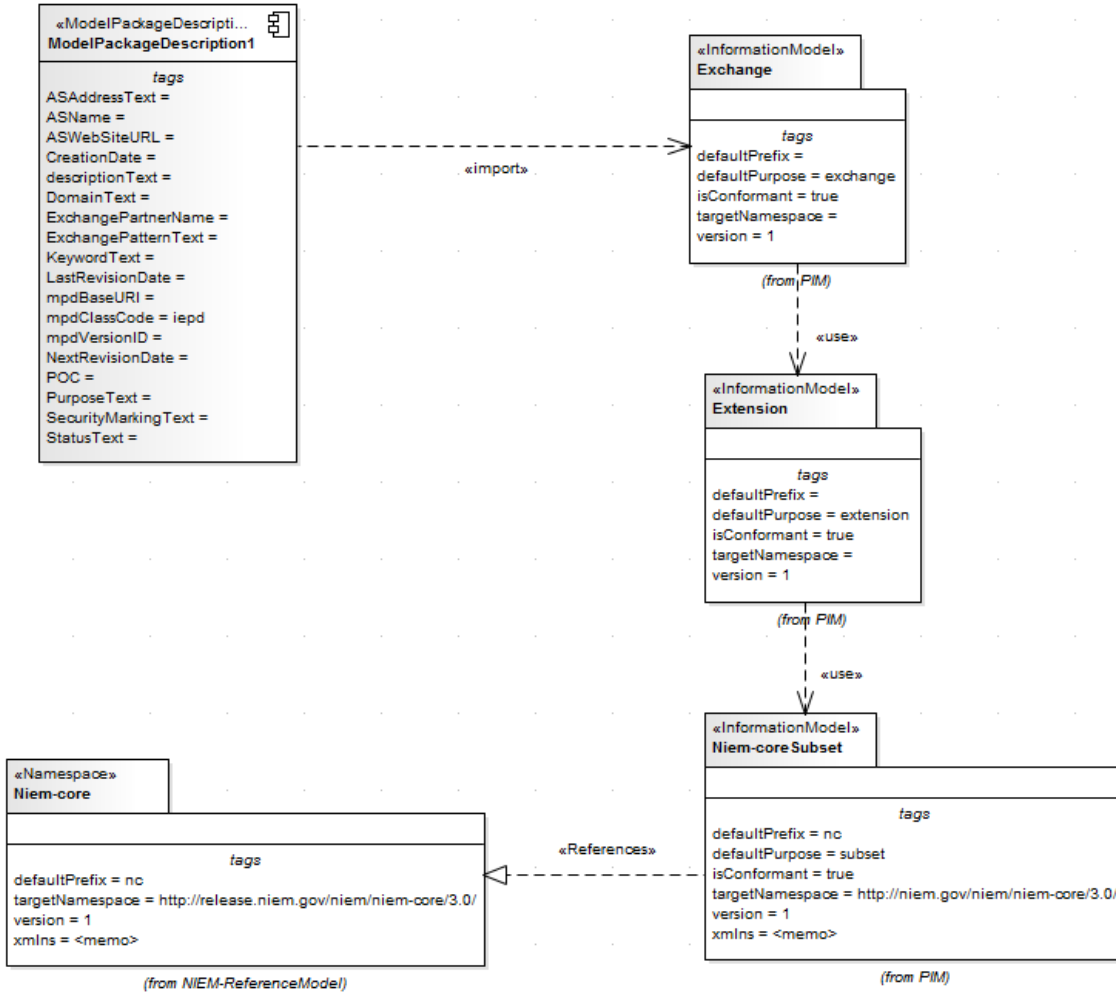 «ModelPackageDescripti...
ModelPackageDescription1
tags
ASAddressText =
ASName =
ASWebSiteURL =
CreationDate =
descriptionText =
DomainText =
ExchangePartnerName =
ExchangePatternText =
KeywordText =
LastRevisionDate =
mpdBaseURI =
mpdClassCode = iepd
mpdVersionID =
NextRevisionDate =
POC =
PurposeText =
SecurityMarkingText =
StatusText =
«import»
«InformationModel»
Exchange
tags
defaultPrefix =
defaultPurpose = exchange
isConformant = true
targetNamespace =
version = 1
(from PIM)
«use»
«InformationModel»
Extension
tags
defaultPrefix =
defaultPurpose = extension
isConformant = true
targetNamespace =
version = 1
(from PIM)
«use»
«InformationModel»
Niem-coreSubset
tags
defaultPrefix = nc
defaultPurpose = subset
isConformant = true
targetNamespace = http://niem.gov/niem/niem-core/3.0/
version = 1
(from PIM)
«References»
«Namespace»
Niem-core
tags
defaultPrefix = nc
targetNamespace = http://release.niem.gov/niem/niem-core/3.0/
version = 1
xmlns = <memo>
(from NIEM-ReferenceModel)